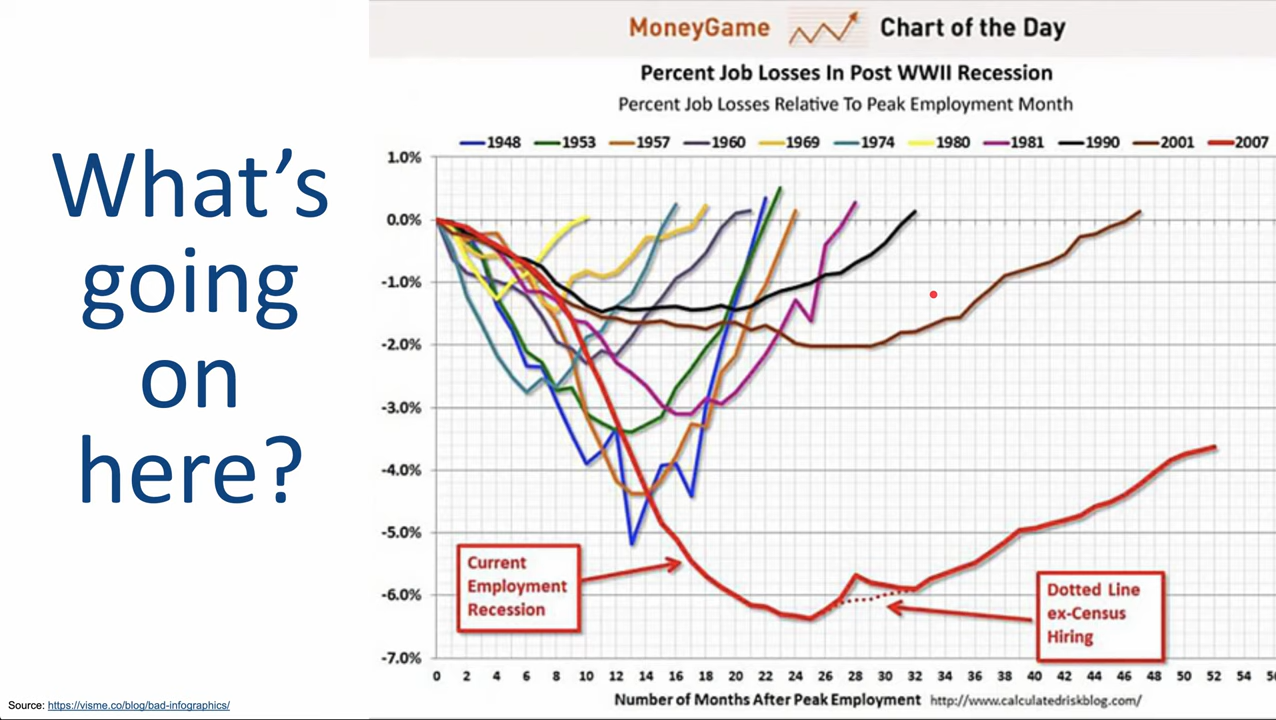 What's
going
on
here?
Source: https://visme.co/blog/bad-infographics/
MoneyGame Chart of the Day
Percent Job Losses In Post WWII Recession
Percent Job Losses Relative To Peak Employment Month
1948 1953 1957 1960 1969 1974 1980 1981 1990 2001 2007
1.0%
0.0%
-1.0%
-2.0%
-3.0%
-4.0%
-5.0%
-6.0%
-7.0%
Current
Employment
Recession
Dotted Line
ex-Census
Hiring
0 2 4 6 8 10 12 14 16 18 20 22 24 26 28 30 32 34 36 38 40 42 44 46 48 50 52 54
Number of Months After Peak Employment http://www.calculatedriskblog.com/